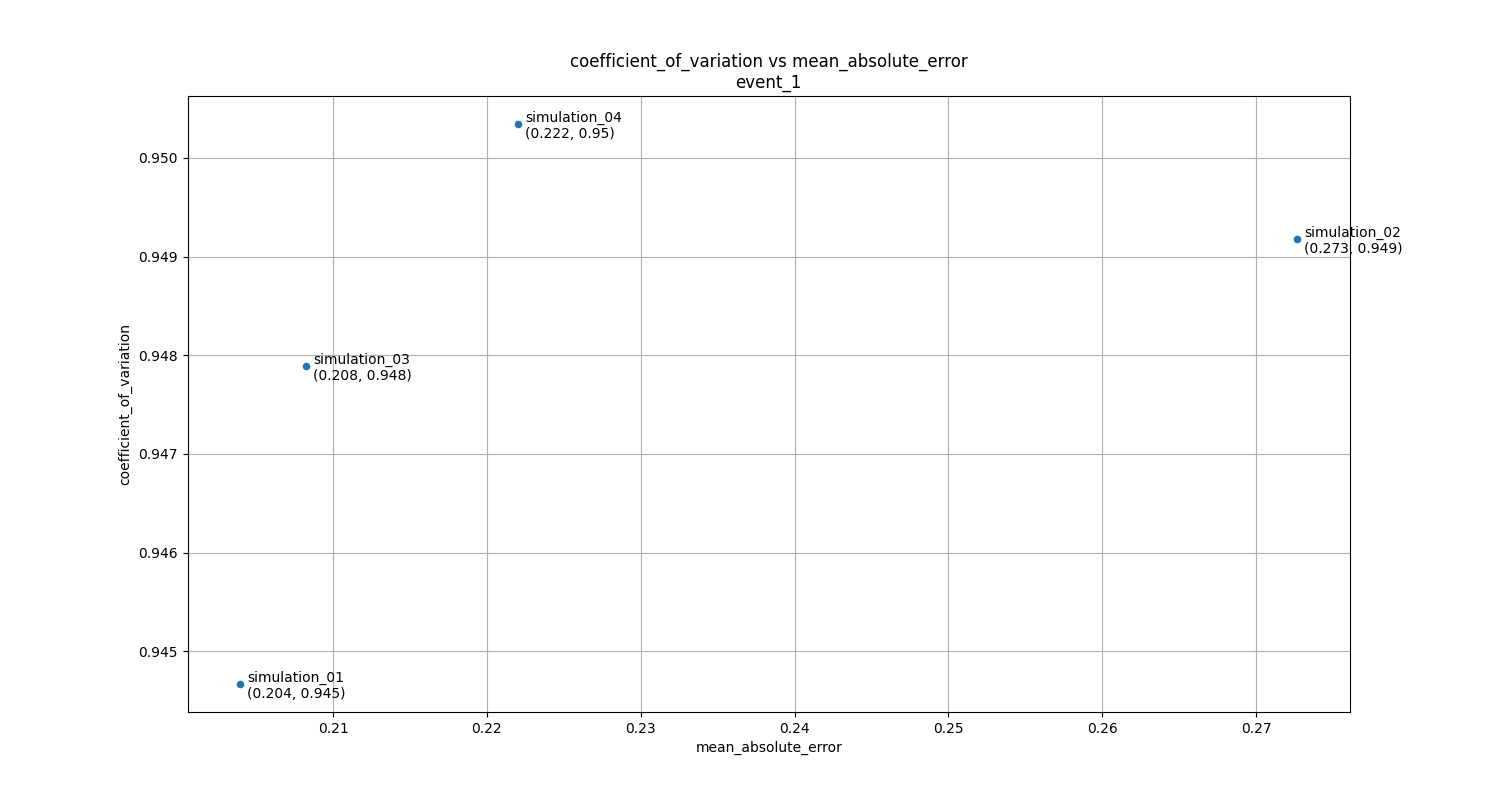 coefficient_of_variation vs mean_absolute_error
event_1
simulation_04
(0.222, 0.95)
0.950
simulation_02
(0.273, 0.949)
0.949
simulation_03
(0.208, 0.948)
0.948
coefficient_of_variation
0.947
0.946
0.945
simulation_01
(0.204, 0.945)
0.21 0.22 0.23 0.24 0.25 0.26 0.27
mean_absolute_error